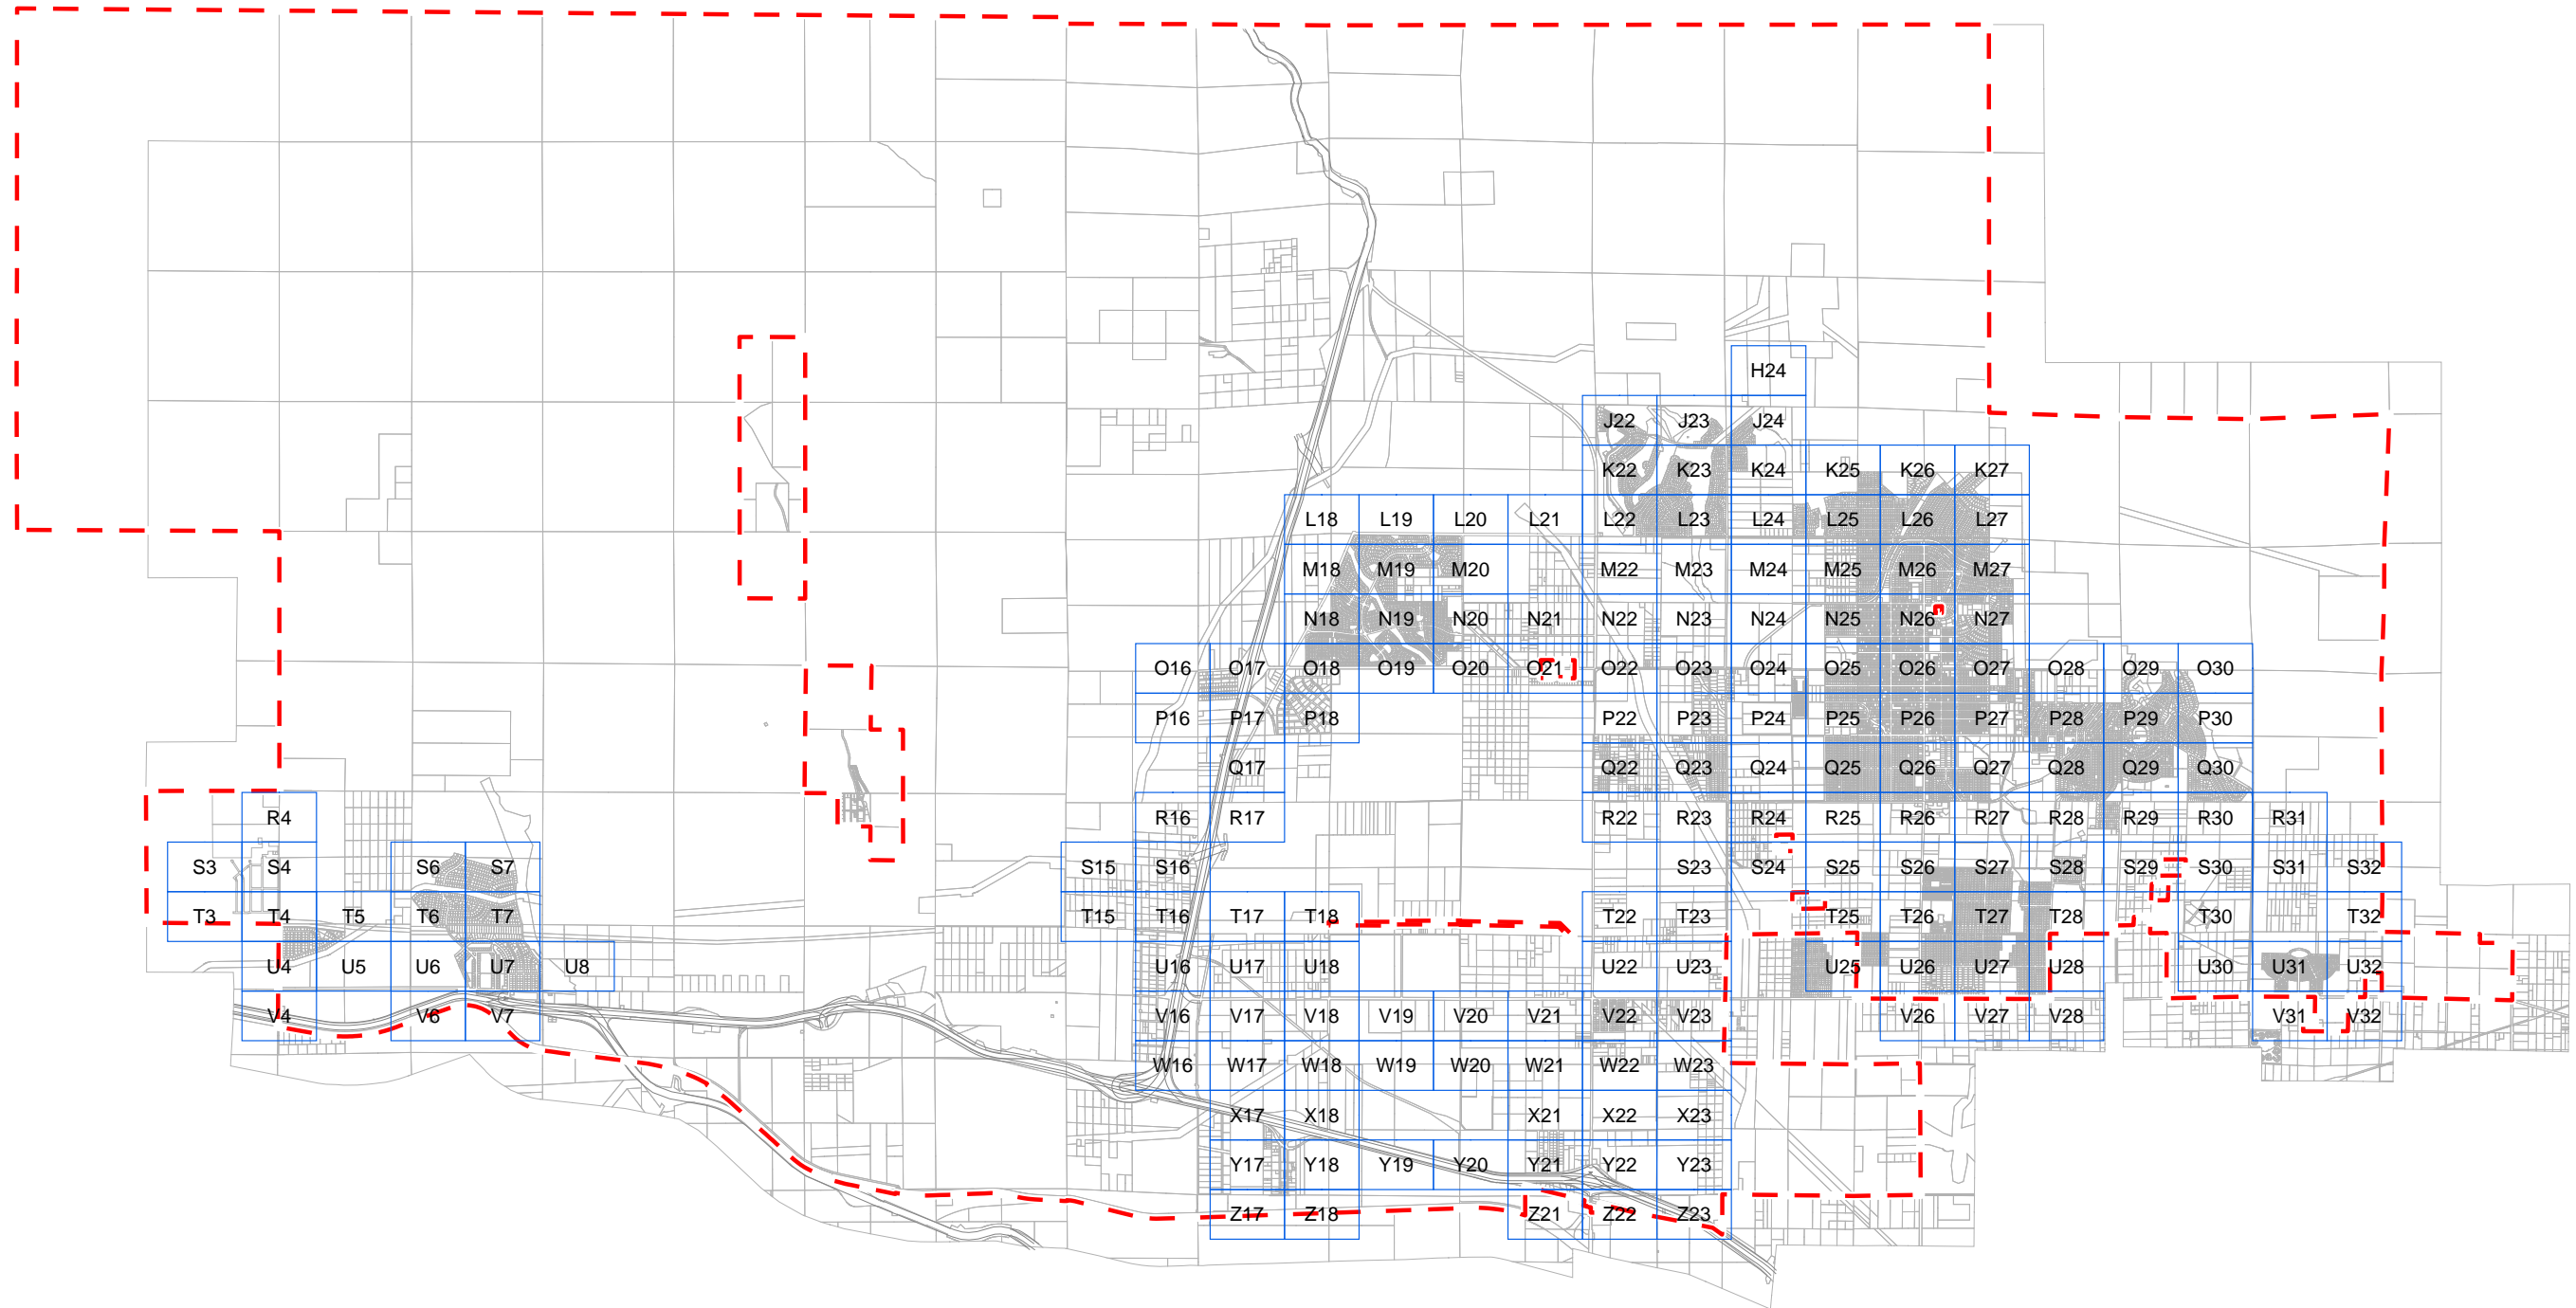 H24
J22 J23 J24
K22 K23 K24 K25 K26 K27
L18 L19 L20 L21 L22 L23 L24 L25 L26 L27
M18 M19 M20 M22 M23 M24 M25 M26 M27
N18 N19 N20 N21 N22 N23 N24 N25 N26 N27
O16 O17 O18 O19 O20 O21 O22 O23 O24 O25 O26 O27 O28 O29 O30
P16 P17 P18 P22 P23 P24 P25 P26 P27 P28 P29 P30
Q17 Q22 Q23 Q24 Q25 Q26 Q27 Q28 Q29 Q30
R4 R16 R17 R22 R23 R24 R25 R26 R27 R28 R29 R30 R31
S3 S4 S6 S7 S15 S16 S23 S24 S25 S26 S27 S28 S29 S30 S31 S32
T3 T4 T5 T6 T7 T15 T16 T17 T18 T22 T23 T25 T26 T27 T28 T30 T32
U4 U5 U6 U7 U8 U16 U17 U18 U22 U23 U25 U26 U27 U28 U30 U31 U32
V4 V6 V7 V16 V17 V18 V19 V20 V21 V22 V23 V26 V27 V28 V31 V32
W16 W17 W18 W19 W20 W21 W22 W23
X17 X18 X21 X22 X23
Y17 Y18 Y19 Y20 Y21 Y22 Y23
Z17 Z18 Z21 Z22 Z23